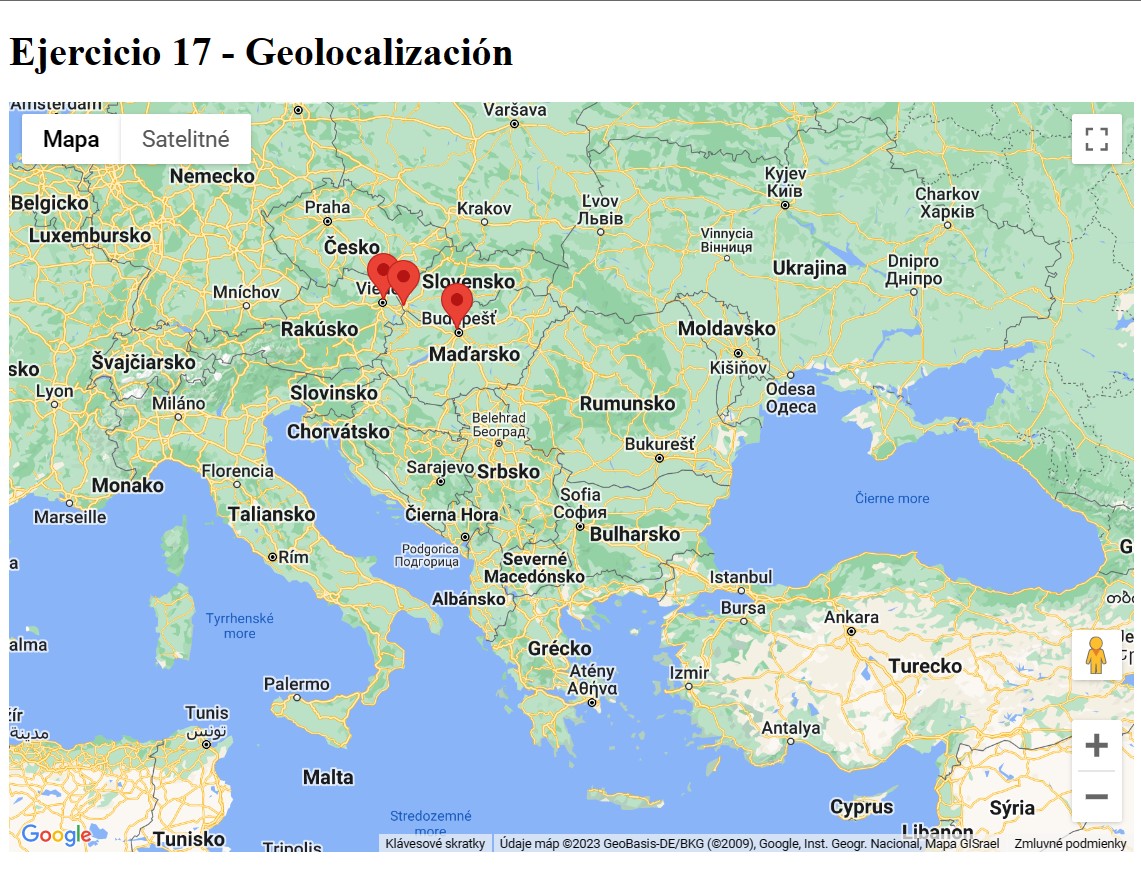 Ejercicio 17 - Geolocalización
Amsterdam
Varšava
Mapa
Satelitné
Nemecko
Kyjev
Київ
Belgicko
Praha
Krakov
Ľvov
Львів
Charkov
Харків
Luxembursko
Česko
Vinnycia
Вінниця
Ukrajina
Dnipro
Дніпро
Slovensko
Mníchov
Budapešť
Rakúsko
Moldavsko
Maďarsko
Švajčiarsko
sko
Kišiňov
Lyon
Slovinsko
Odesa
Одеса
Miláno
Rumunsko
Chorvátsko
Belehrad
Београд
Bukurešť
Florencia
Sarajevo
Srbsko
Monako
Sofia
София
Čierne more
Marseille
Taliansko
Čierna Hora
Bulharsko
G
Rím
Podgorica
Подгорица
Severné
Macedónsko
a
Istanbul
Albánsko
Bursa
Ankara
Tyrrhenské
more
alma
Grécko
Turecko
Atény
Αθήνα
Izmir
Palermo
Tunis
تونس
žír
مدينة
Antalya
Malta
Cyprus
Sýria
Stredozemné
more
Google
Tunisko
Tripolis
Libanon
Klávesové skratky
Údaje máp ©2023 GeoBasis-DE/BKG (©2009), Google, Inst. Geogr. Nacional, Mapa GISrael
Zmluvné podmienky